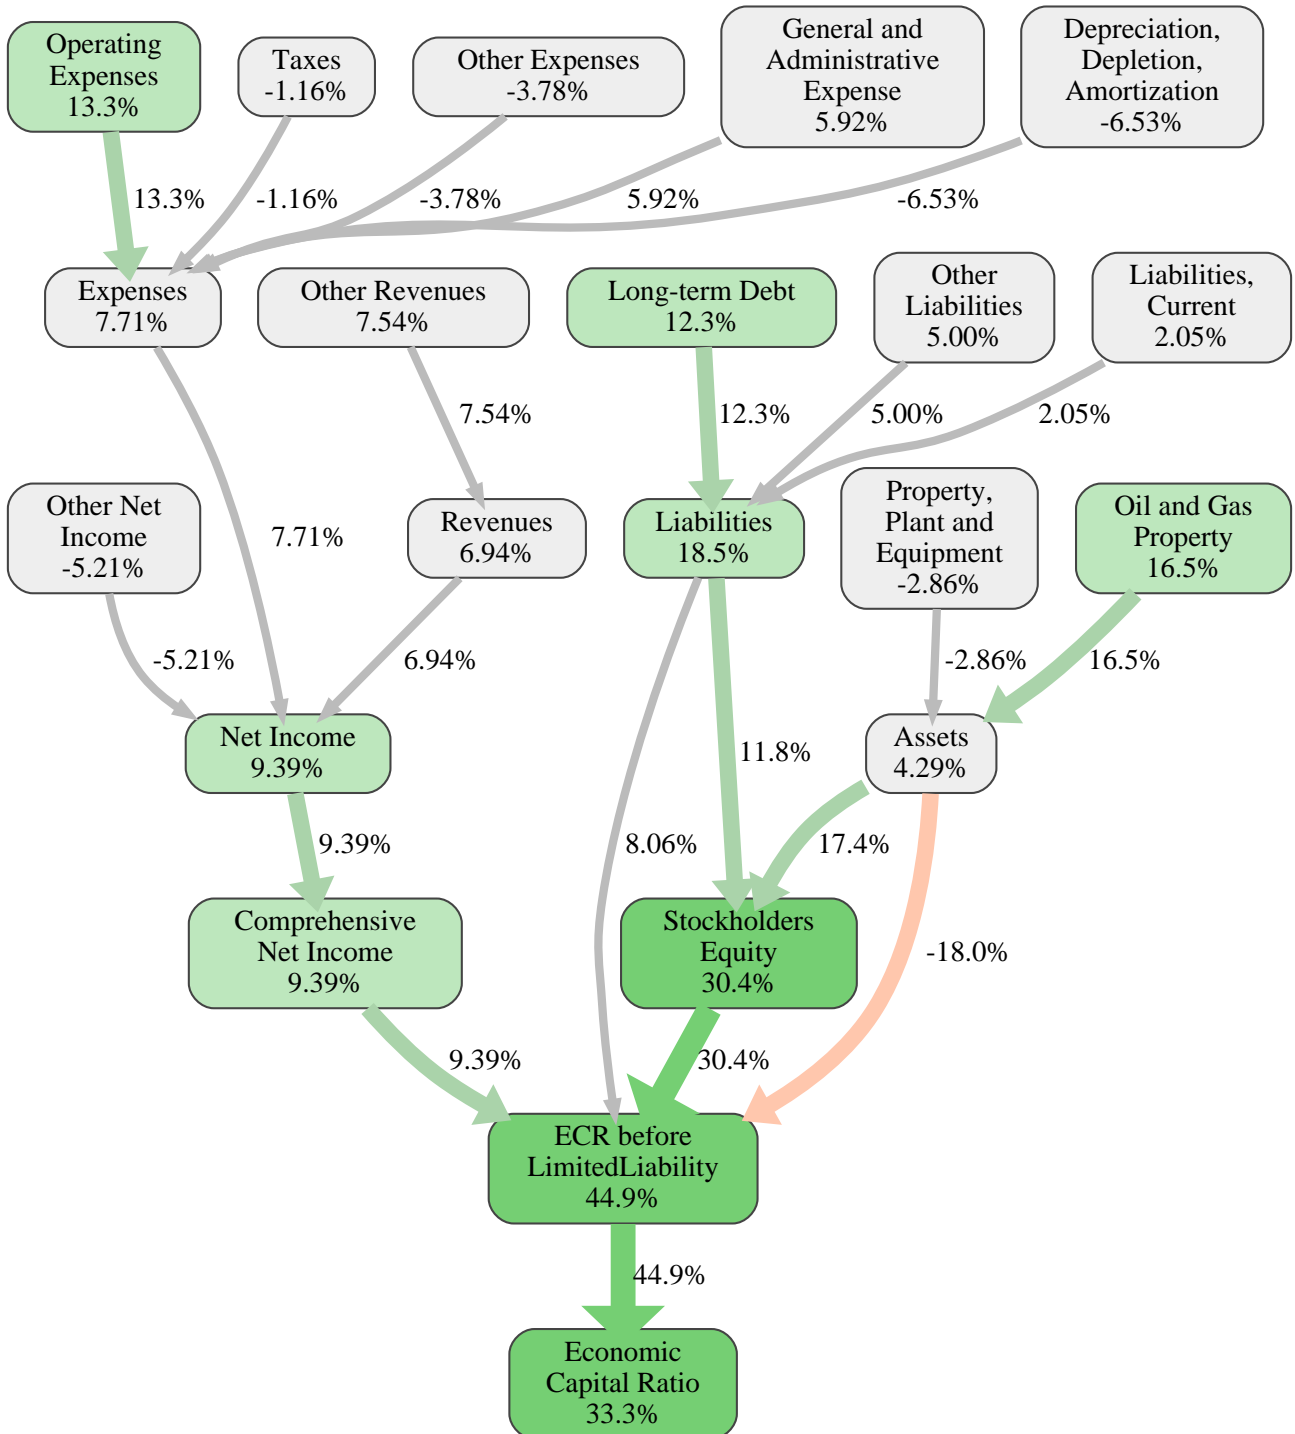 Operating
Expenses
13.3%
Taxes
-1.16%
Other Expenses
-3.78%
General and
Administrative
Expense
5.92%
Depreciation,
Depletion,
Amortization
-6.53%
13.3%
-1.16%
-3.78%
5.92%
-6.53%
Expenses
7.71%
Other Revenues
7.54%
Long-term Debt
12.3%
Other
Liabilities
5.00%
Liabilities,
Current
2.05%
7.54%
12.3%
5.00%
2.05%
Other Net
Income
-5.21%
7.71%
Revenues
6.94%
Liabilities
18.5%
Property,
Plant and
Equipment
-2.86%
Oil and Gas
Property
16.5%
-5.21%
6.94%
-2.86%
16.5%
Net Income
9.39%
11.8%
Assets
4.29%
9.39%
8.06%
17.4%
Comprehensive
Net Income
9.39%
Stockholders
Equity
30.4%
-18.0%
9.39%
30.4%
ECR before
LimitedLiability
44.9%
44.9%
Economic
Capital Ratio
33.3%